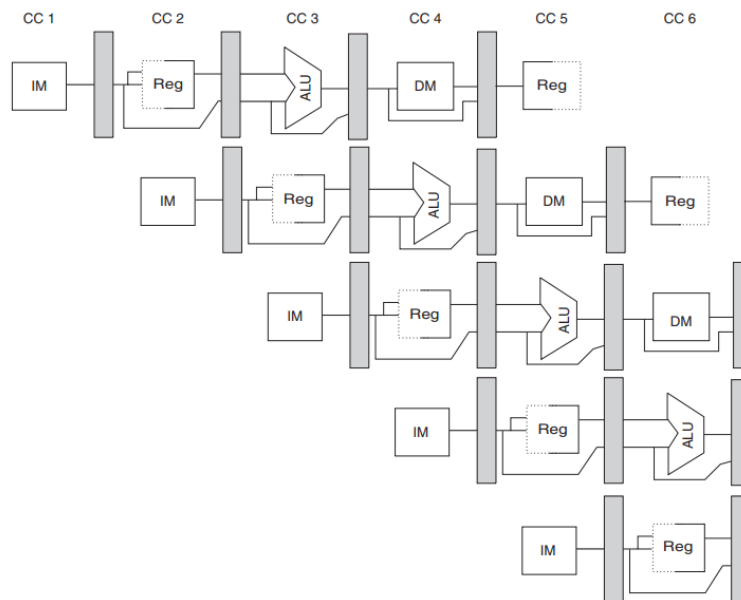 CC 1 CC 2 CC 3 CC 4 CC 5 CC 6
IM Reg ALU DM Reg
IM Reg ALU DM Reg
IM Reg ALU DM
IM Reg ALU
IM Reg